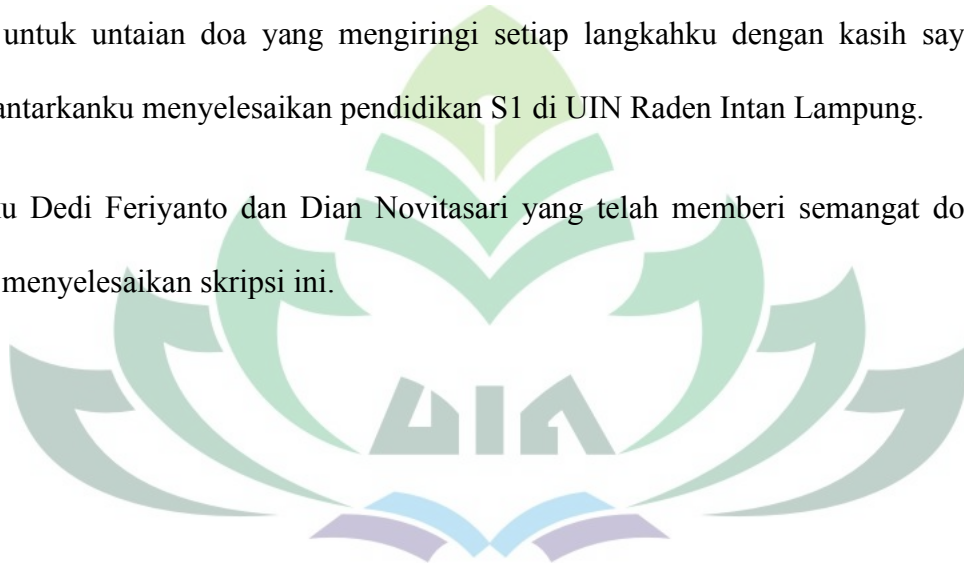 untuk untaian doa yang mengiringi setiap langkahku dengan kasih say
antarkanku menyelesaikan pendidikan S1 di UIN Raden Intan Lampung.
u Dedi Feriyanto dan Dian Novitasari yang telah memberi semangat do
menyelesaikan skripsi ini.
UIN